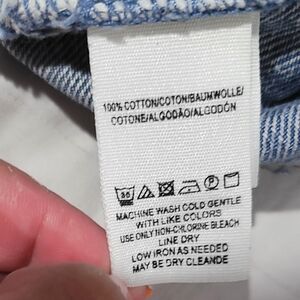 100% COTTON/COTON/BAUMWOLLE/
COTONE/ALGODÃO/ALGODÓN
30
P
MACHINE WASH COLD GENTLE
WITH LIKE COLORS
USE ONLY NON-CHLORINE BLEACH
LINE DRY
LOW IRON AS NEEDED
MAY BE DRY CLEANDE